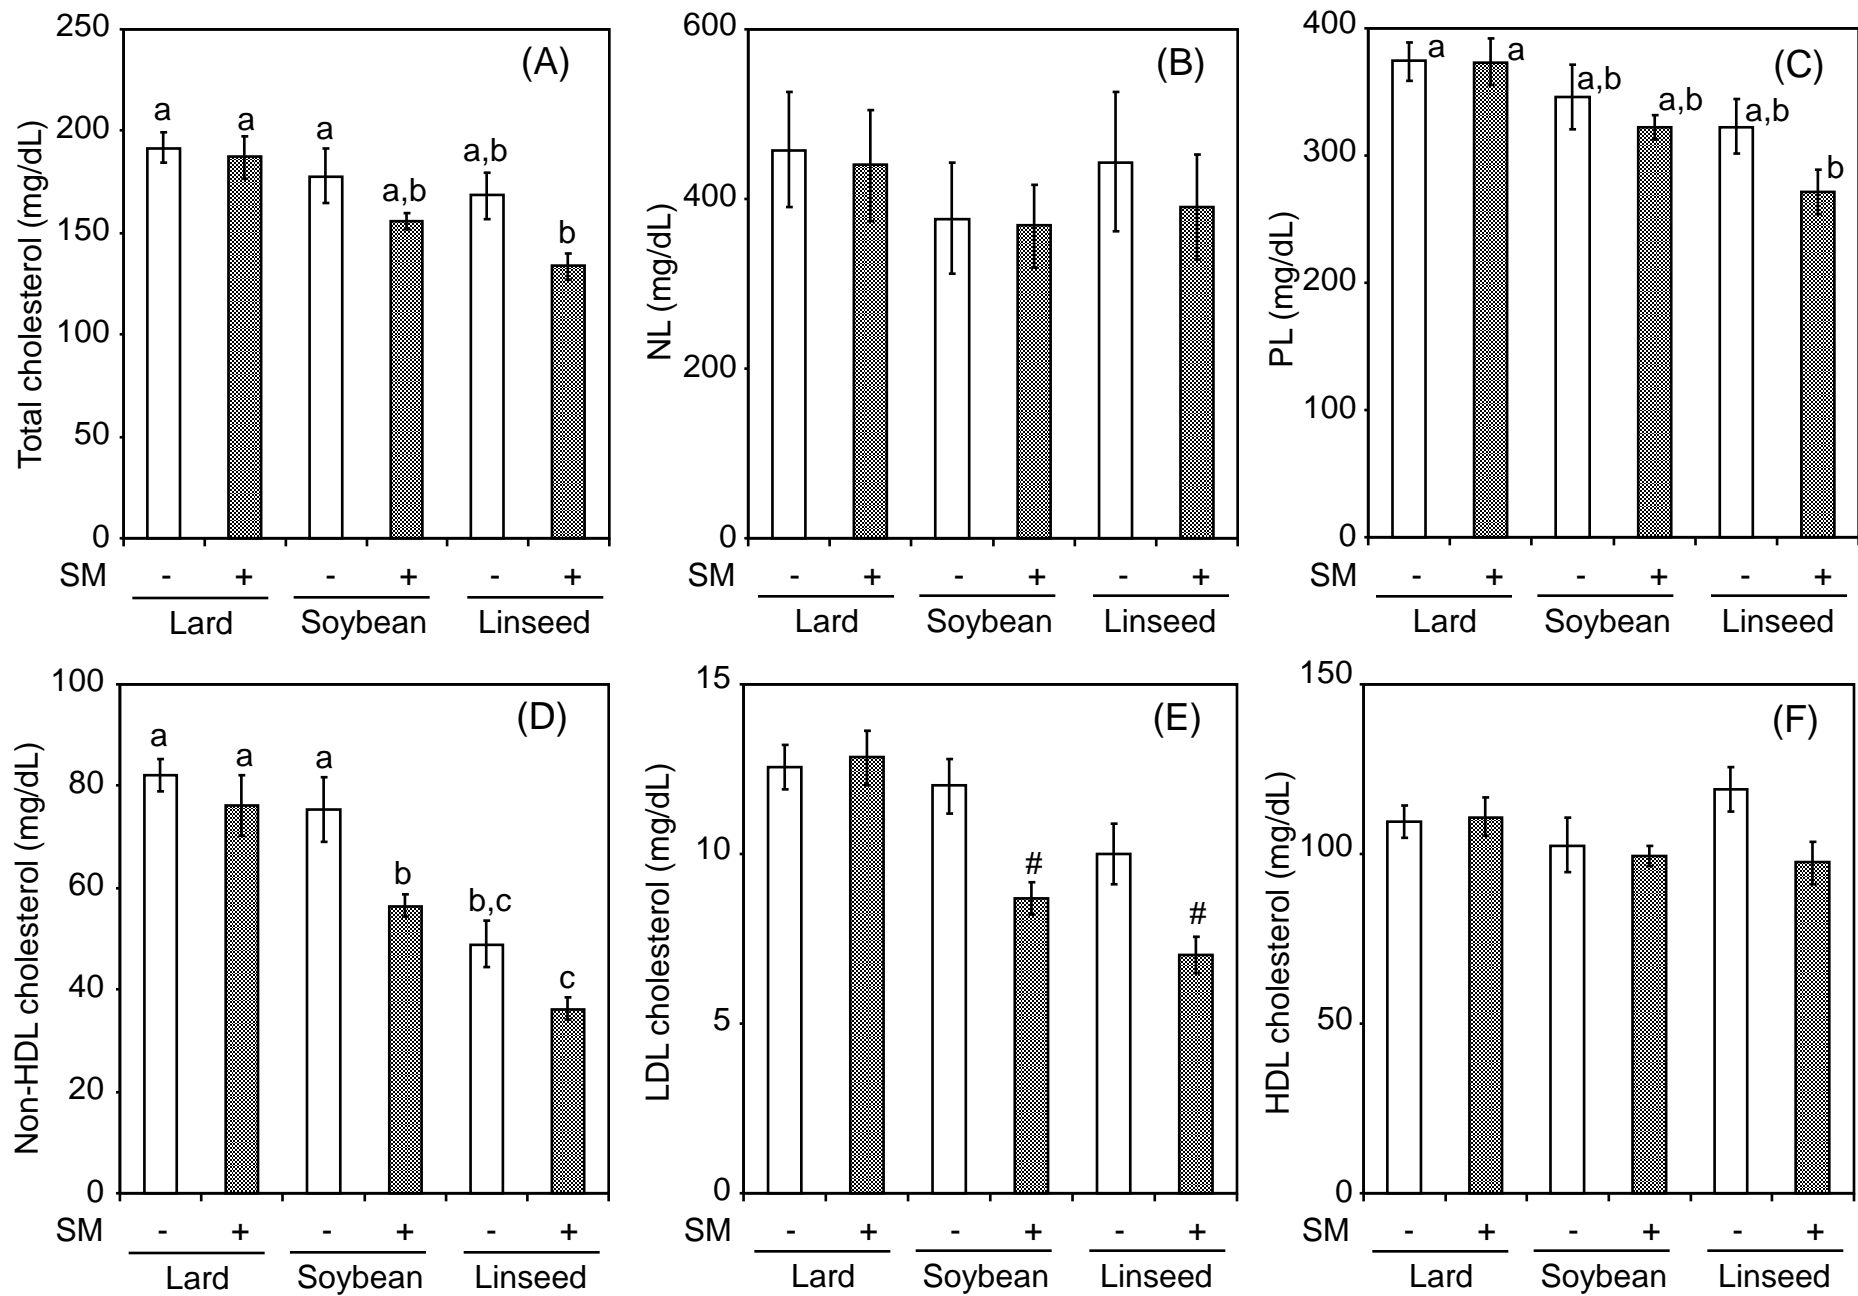 (A)
Total cholesterol (mg/dL)
250
200
150
100
50
0
a
a
a
a,b
a,b
b
SM - + - + - +
Lard Soybean Linseed
(B)
NL (mg/dL)
600
400
200
0
SM - + - + - +
Lard Soybean Linseed
(C)
PL (mg/dL)
400
300
200
100
0
a
a
a,b
a,b
a,b
b
SM - + - + - +
Lard Soybean Linseed
(D)
Non-HDL cholesterol (mg/dL)
100
80
60
40
20
0
a
a
a
b
b,c
c
SM - + - + - +
Lard Soybean Linseed
(E)
LDL cholesterol (mg/dL)
15
10
5
0
#
#
SM - + - + - +
Lard Soybean Linseed
(F)
HDL cholesterol (mg/dL)
150
100
50
0
SM - + - + - +
Lard Soybean Linseed